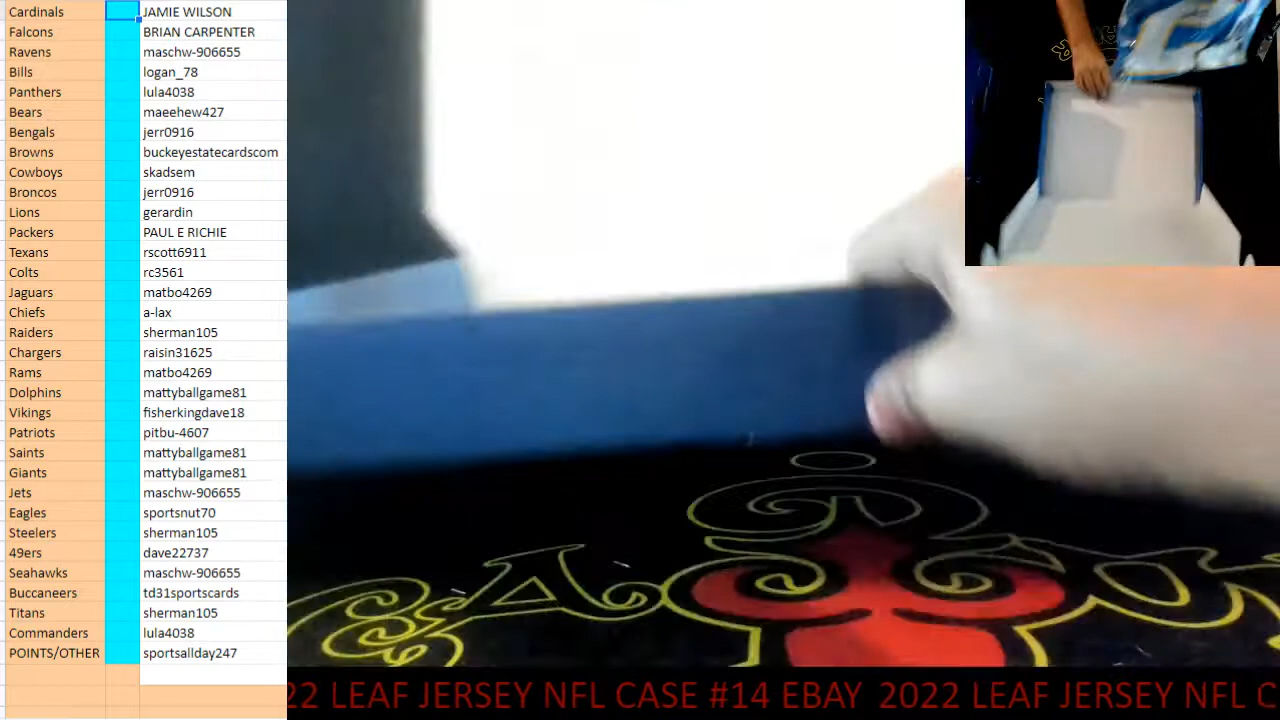 Cardinals JAMIE WILSON
Falcons BRIAN CARPENTER
Ravens maschw-906655
Bills logan_78
Panthers lula4038
Bears maeehew427
Bengals jerr0916
Browns buckeyestatecardscom
Cowboys skadsem
Broncos jerr0916
Lions gerardin
Packers PAUL E RICHIE
Texans rscott6911
Colts rc3561
Jaguars matbo4269
Chiefs a-lax
Raiders sherman105
Chargers raisin31625
Rams matbo4269
Dolphins mattyballgame81
Vikings fisherkingdave18
Patriots pitbu-4607
Saints mattyballgame81
Giants mattyballgame81
Jets maschw-906655
Eagles sportsnut70
Steelers sherman105
49ers dave22737
Seahawks maschw-906655
Buccaneers td31sportscards
Titans sherman105
Commanders lula4038
POINTS/OTHER sportsallday247
22 LEAF JERSEY NFL CASE #14 EBAY 2022 LEAF JERSEY NFL C